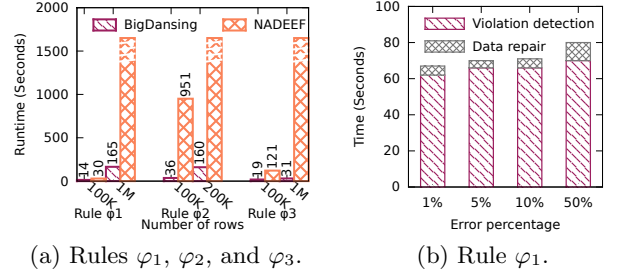 BigDansing NADEEF
2000
1500
1000
500
0
Runtime (Seconds)
14
30
165
36
951
160
19
121
31
100K 1M 100K 200K 100K 1M
Rule φ1 Rule φ2 Rule φ3
Number of rows
(a) Rules φ1, φ2, and φ3.
Violation detection
Data repair
100
80
60
40
20
0
Time (Seconds)
1% 5% 10% 50%
Error percentage
(b) Rule φ1.